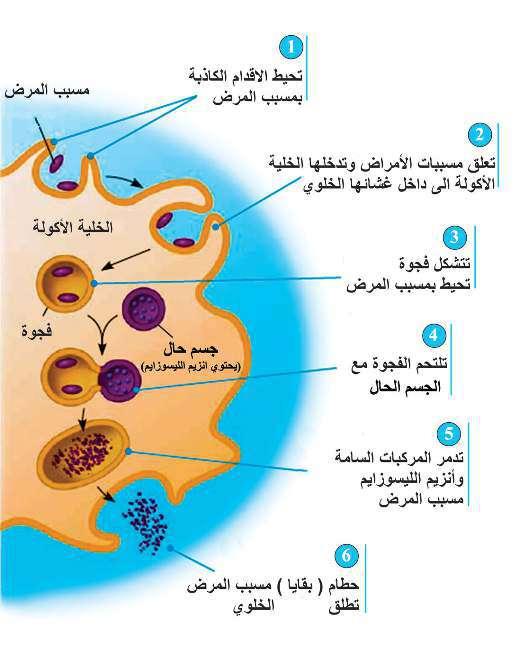 1
تحيط الاقدام الكاذبة
بمسبب المرض
مسبب المرض
2
تعلق مسببات الأمراض وتدخلها الخلية
الأكولة الى داخل غشائها الخلوي
الخلية الأكولة
3
تتشكل فجوة
تحيط بمسبب المرض
فجوة
جسم حال
(يحتوي انزيم الليسوزايم)
4
تلتحم الفجوة مع
الجسم الحال
5
تدمر المركبات السامة
وأنزيم الليسوزايم
مسبب المرض
6
حطام ( بقايا ) مسبب المرض
تطلق الخلوي